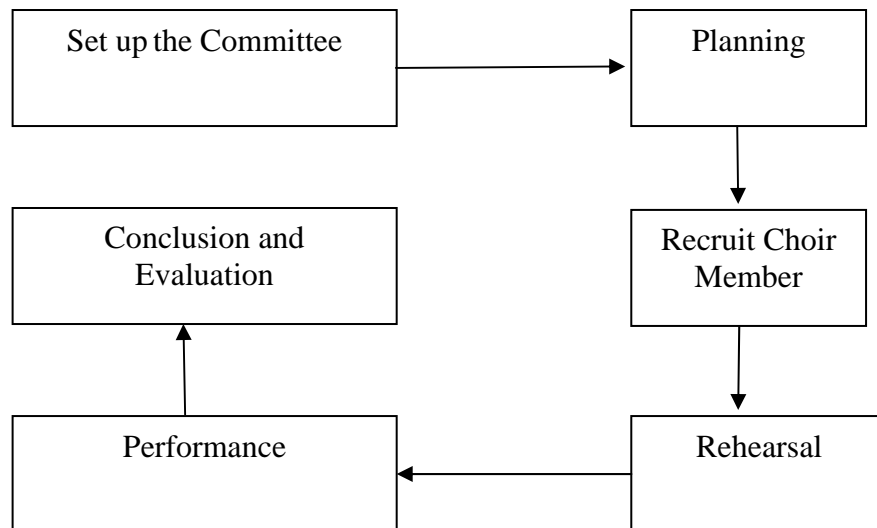 Set up the Committee
Planning
Recruit Choir
Member
Rehearsal
Performance
Conclusion and
Evaluation